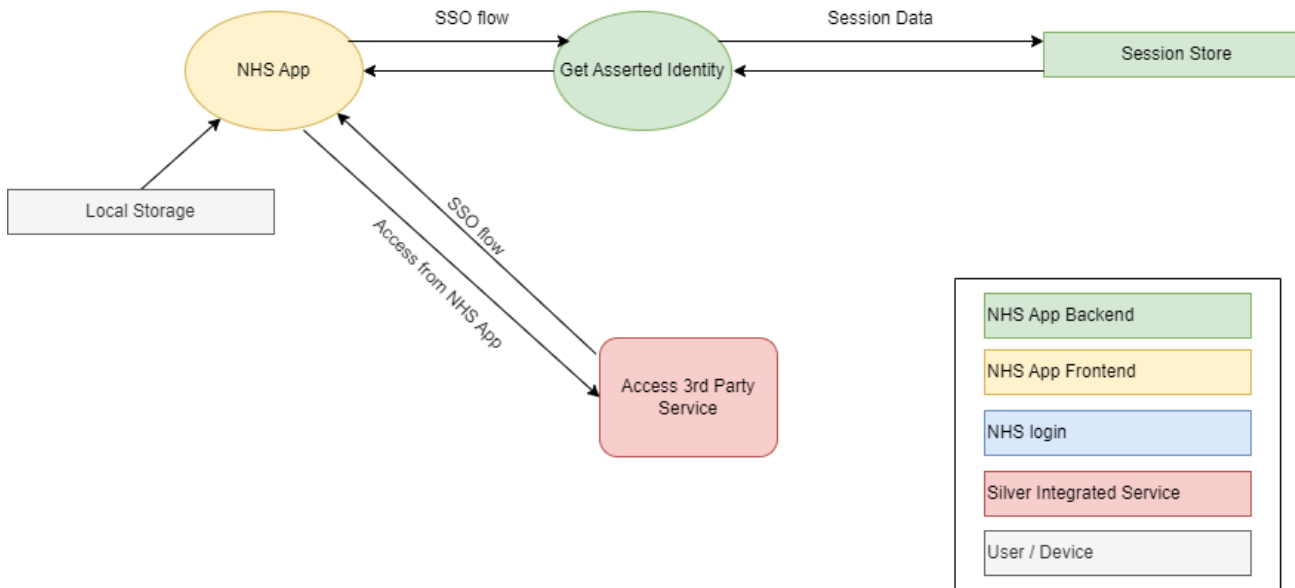 SSO flow
Session Data
NHS App
Get Asserted Identity
Session Store
Local Storage
SSO flow
Access from NHS App
Access 3rd Party
Service
NHS App Backend
NHS App Frontend
NHS login
Silver Integrated Service
User / Device